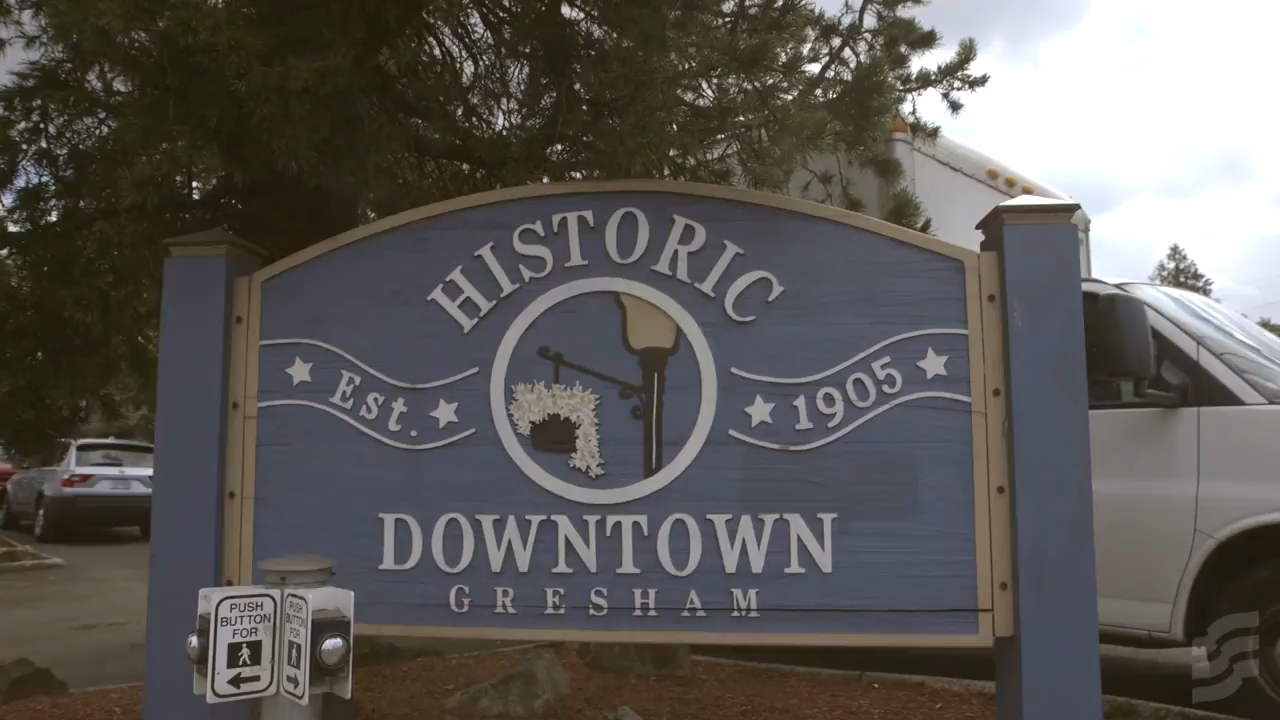 HISTORIC
Est.
1905
DOWNTOWN
GRESHAM
PUSH
BUTTON
FOR
PUSH
BUTTON
FOR